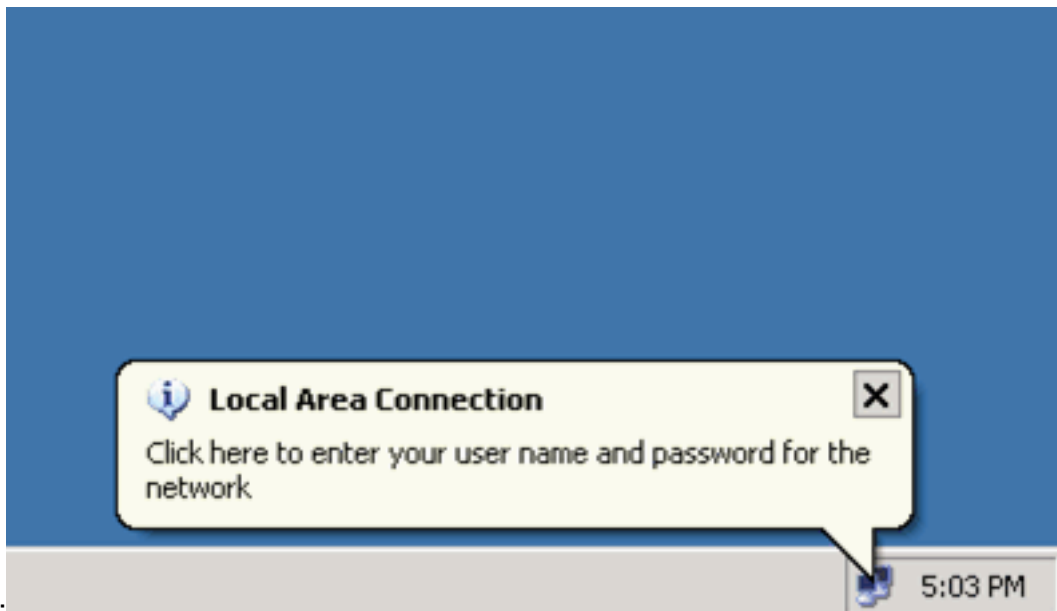 Local Area Connection
Click here to enter your user name and password for the
network
5:03 PM
.